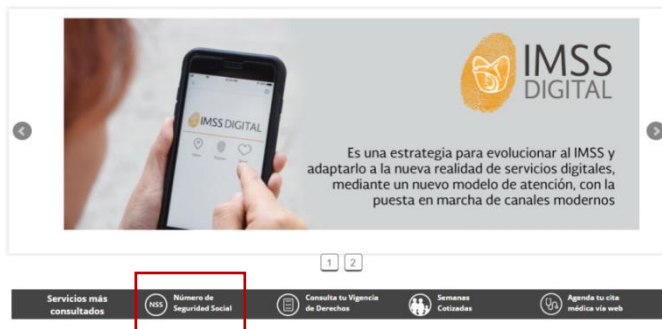 IMSS DIGITAL
IMSS
DIGITAL
Es una estrategia para evolucionar al IMSS y
adaptarlo a la nueva realidad de servicios digitales,
mediante un nuevo modelo de atención, con la
puesta en marcha de canales modernos
1 2
Servicios más
consultados
NSS
Número de
Seguridad Social
Consulta tu Vigencia
de Derechos
Semanas
Cotizadas
Agenda tu cita
médica vía web